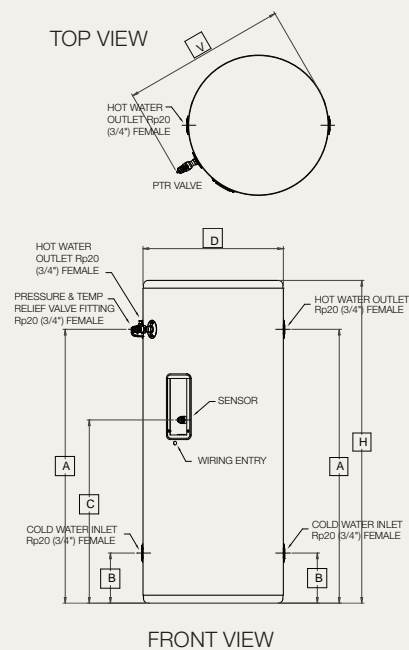 TOP VIEW
V
HOT WATER
OUTLET Rp20
(3/4") FEMALE
PTR VALVE
D
HOT WATER
OUTLET Rp20
(3/4") FEMALE
PRESSURE & TEMP
RELIEF VALVE FITTING
Rp20 (3/4") FEMALE
HOT WATER OUTLET
Rp20 (3/4") FEMALE
SENSOR
WIRING ENTRY
H
A
A
C
COLD WATER INLET
Rp20 (3/4") FEMALE
COLD WATER INLET
Rp20 (3/4") FEMALE
B
B
FRONT VIEW